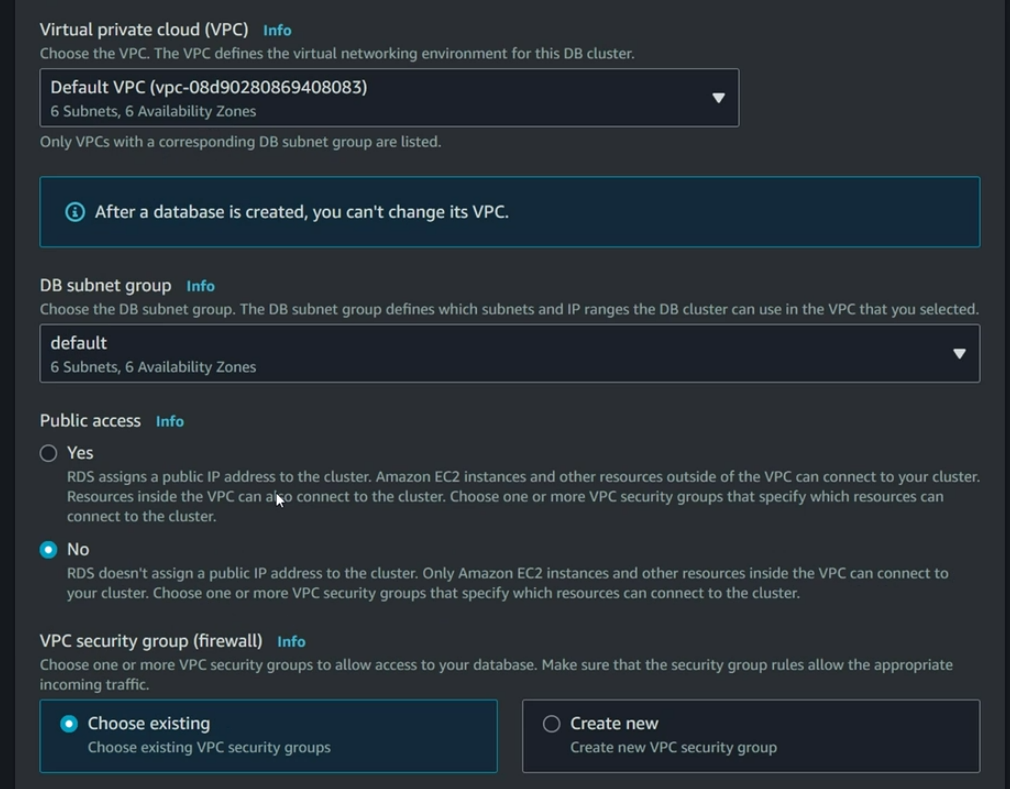 Virtual private cloud (VPC) Info
Choose the VPC. The VPC defines the virtual networking environment for this DB cluster.
Default VPC (vpc-08d90280869408083)
6 Subnets, 6 Availability Zones
Only VPCs with a corresponding DB subnet group are listed.
After a database is created, you can't change its VPC.
DB subnet group Info
Choose the DB subnet group. The DB subnet group defines which subnets and IP ranges the DB cluster can use in the VPC that you selected.
default
6 Subnets, 6 Availability Zones
Public access Info
Yes
RDS assigns a public IP address to the cluster. Amazon EC2 instances and other resources outside of the VPC can connect to your cluster.
Resources inside the VPC can also connect to the cluster. Choose one or more VPC security groups that specify which resources can
connect to the cluster.
No
RDS doesn't assign a public IP address to the cluster. Only Amazon EC2 instances and other resources inside the VPC can connect to
your cluster. Choose one or more VPC security groups that specify which resources can connect to the cluster.
VPC security group (firewall) Info
Choose one or more VPC security groups to allow access to your database. Make sure that the security group rules allow the appropriate
incoming traffic.
Choose existing
Choose existing VPC security groups
Create new
Create new VPC security group